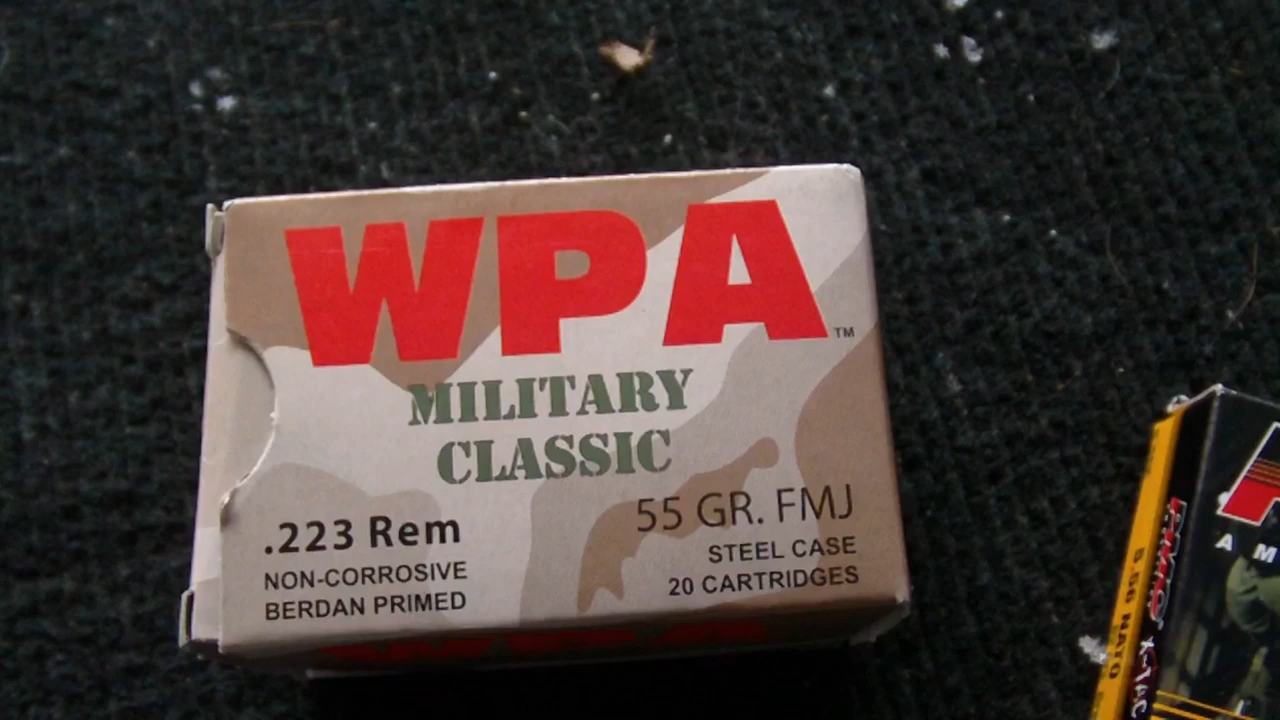 WPA™
MILITARY
CLASSIC
.223 Rem
NON-CORROSIVE
BERDAN PRIMED
55 GR. FMJ
STEEL CASE
20 CARTRIDGES
5.56 NATO
X-TAC
A M